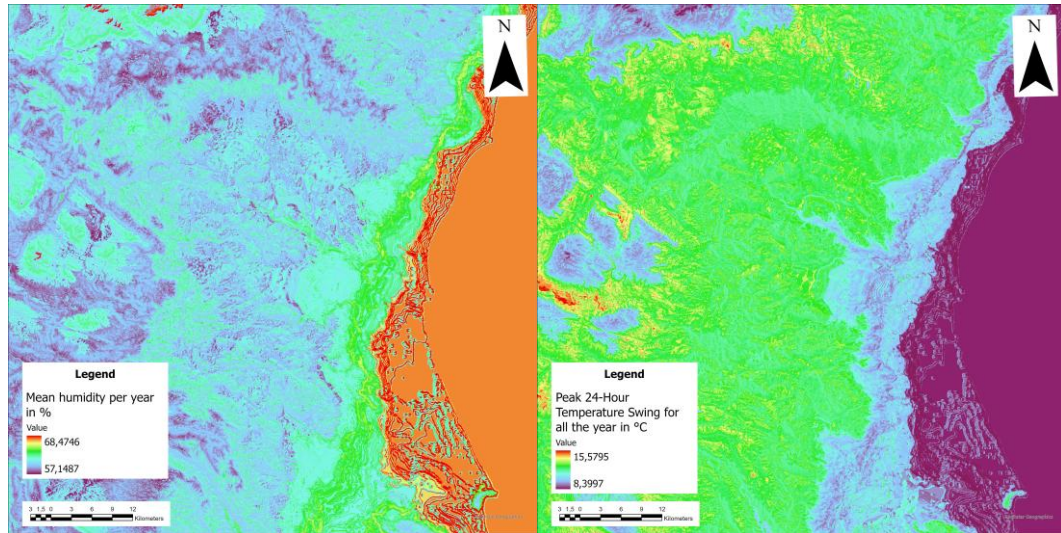 N
Legend
Mean humidity per year
in %
Value
68,4746
57,1487
3 1,5 0 3 6 9 12
Kilometers
N
Legend
Peak 24-Hour
Temperature Swing for
all the year in °C
Value
15,5795
8,3997
3 1,5 0 3 6 9 12
Kilometers